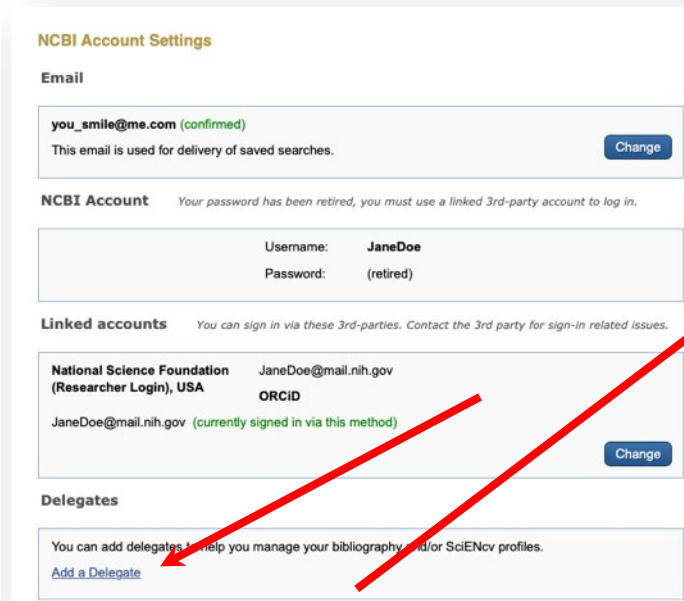 NCBI Account Settings
Email
you_smile@me.com (confirmed)
This email is used for delivery of saved searches.
Change
NCBI Account Your password has been retired, you must use a linked 3rd-party account to log in.
Username: JaneDoe
Password: (retired)
Linked accounts You can sign in via these 3rd-parties. Contact the 3rd party for sign-in related issues.
National Science Foundation JaneDoe@mail.nih.gov
(Researcher Login), USA ORCiD
JaneDoe@mail.nih.gov (currently signed in via this method)
Change
Delegates
You can add delegates to help you manage your bibliography and/or SciENcv profiles.
Add a Delegate